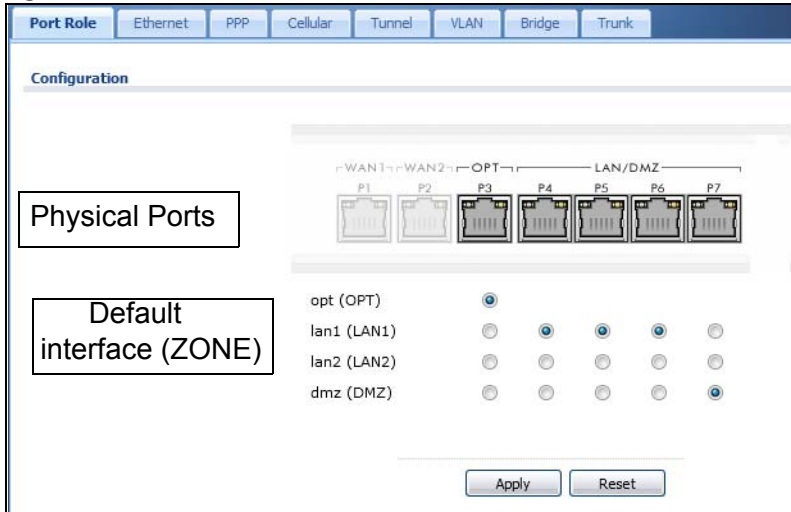 Port Role Ethernet PPP Cellular Tunnel VLAN Bridge Trunk
Configuration
WAN1 WAN2 OPT LAN/DMZ
P1 P2 P3 P4 P5 P6 P7
Physical Ports
Default
interface (ZONE)
opt (OPT)
lan1 (LAN1)
lan2 (LAN2)
dmz (DMZ)
Apply Reset